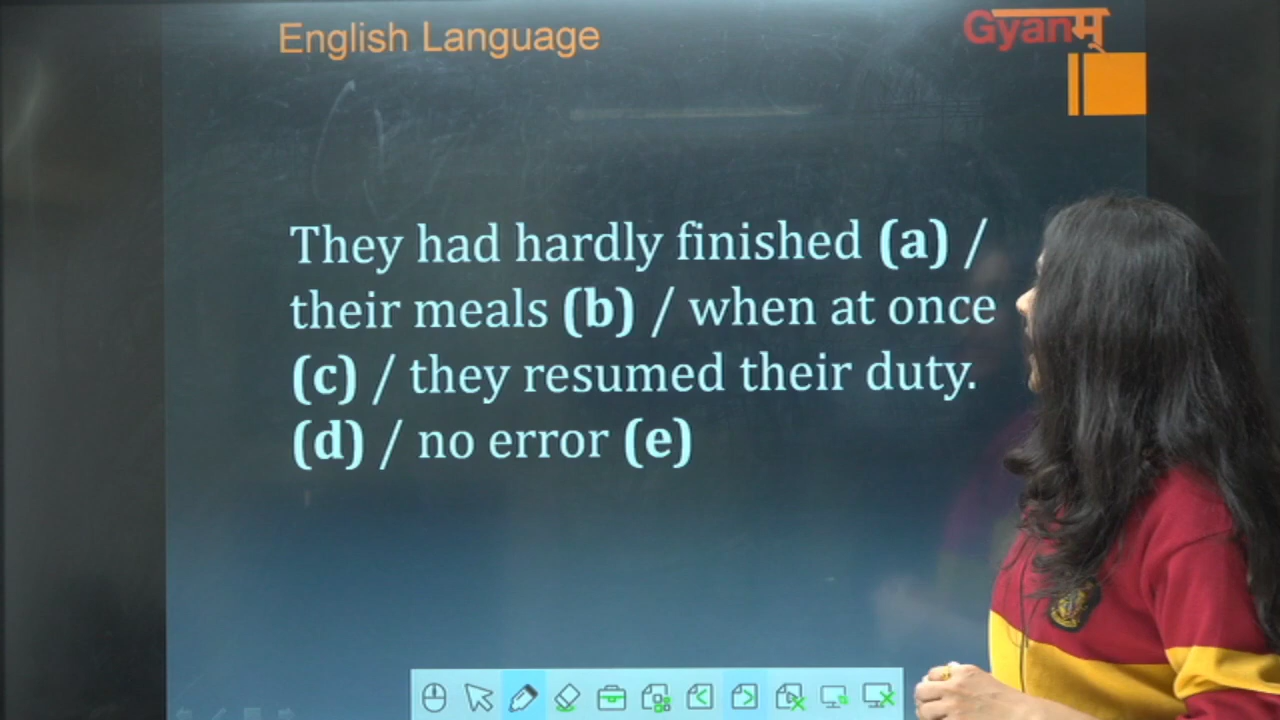 English Language
Gyanम्
They had hardly finished (a) /
their meals (b) / when at once
(c) / they resumed their duty.
(d) / no error (e)